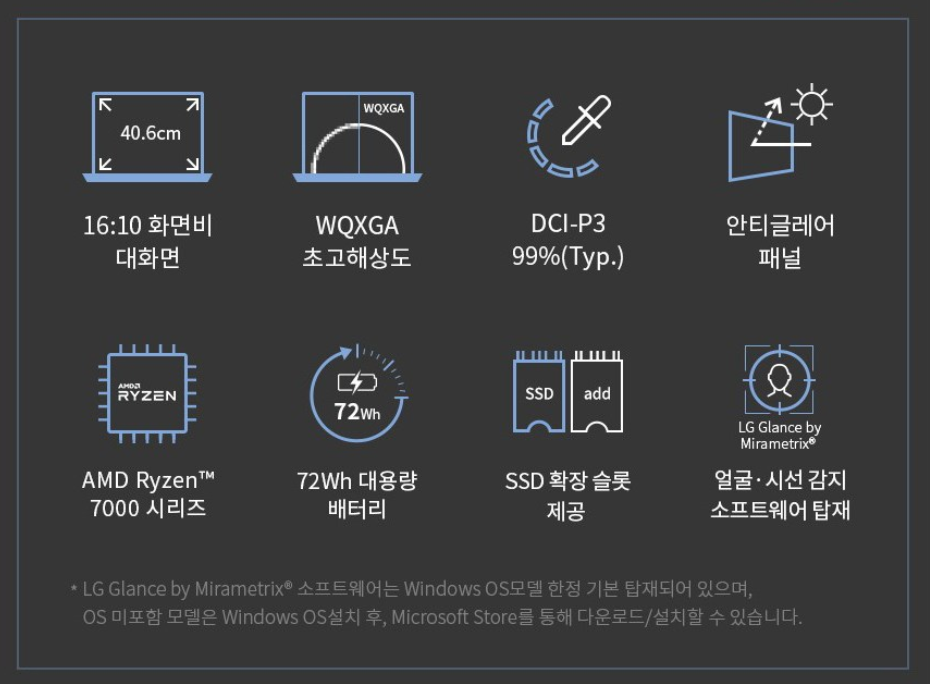 40.6cm
WQXGA
16:10 화면비
대화면
WQXGA
초고해상도
DCI-P3
99%(Typ.)
안티글레어
패널
AMD
RYZEN
72Wh
SSD
add
LG Glance by
Mirametrix®
AMD Ryzen™
7000 시리즈
72Wh 대용량
배터리
SSD 확장 슬롯
제공
얼굴·시선 감지
소프트웨어 탑재
* LG Glance by Mirametrix® 소프트웨어는 Windows OS모델 한정 기본 탑재되어 있으며,
OS 미포함 모델은 Windows OS설치 후, Microsoft Store를 통해 다운로드/설치할 수 있습니다.